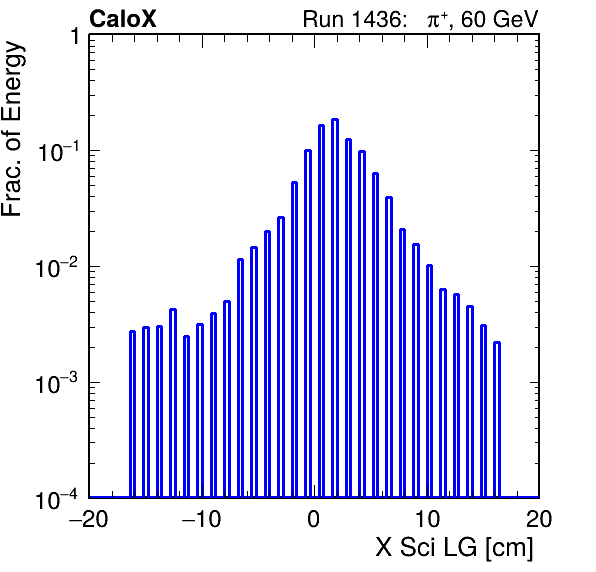 CaloX Run 1436: π⁺, 60 GeV
Frac. of Energy
1
10⁻¹
10⁻²
10⁻³
10⁻⁴
−20 −10 0 10 20
X Sci LG [cm]